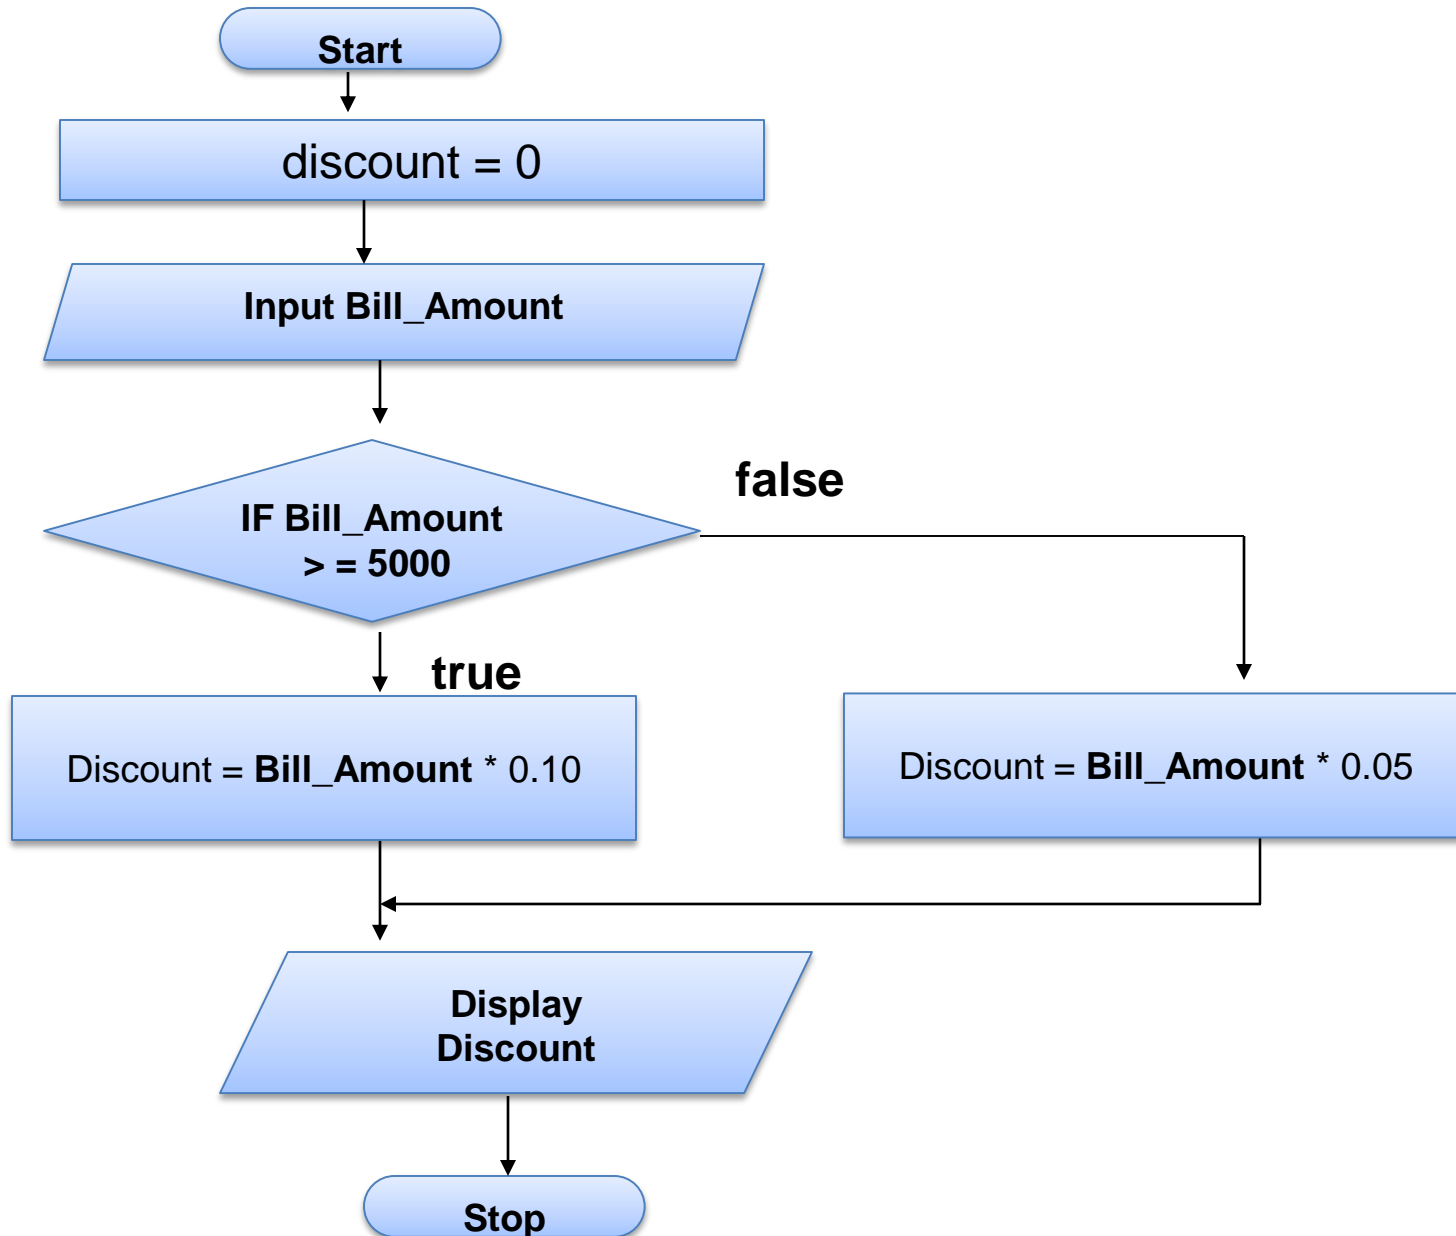 Start
discount = 0
Input Bill_Amount
IF Bill_Amount
> = 5000
false
true
Discount = Bill_Amount * 0.10
Discount = Bill_Amount * 0.05
Display
Discount
Stop